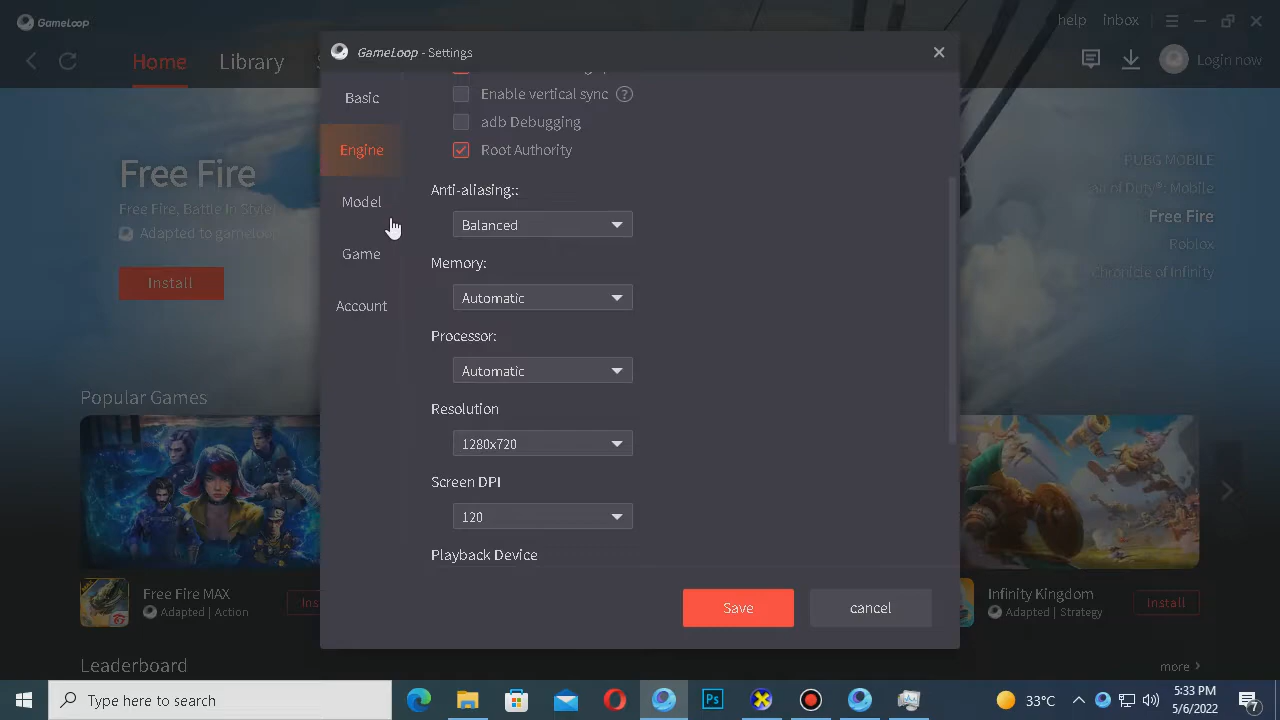 GameLoop
help
inbox
Home
Library
Login now
GameLoop - Settings
Basic
Engine
Model
Game
Account
Enable vertical sync ?
adb Debugging
Root Authority
Anti-aliasing::
Balanced
Memory:
Automatic
Processor:
Automatic
Resolution
1280x720
Screen DPI
120
Playback Device
Save
cancel
Free Fire
Free Fire, Battle In Style
Adapted to gameloop
Install
PUBG MOBILE
all of Duty®: Mobile
Free Fire
Roblox
Chronicle of Infinity
Popular Games
Free Fire MAX
Adapted | Action
Ins
Infinity Kingdom
Adapted | Strategy
Install
Leaderboard
more
Type here to search
Ps
33°C
5:33 PM
5/6/2022
7